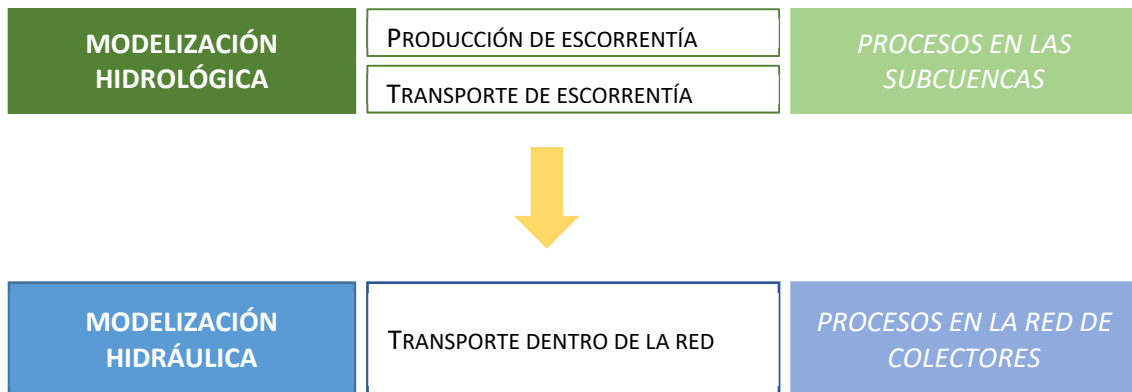 MODELIZACIÓN
HIDROLÓGICA
PRODUCCIÓN DE ESCORRENTÍA
TRANSPORTE DE ESCORRENTÍA
PROCESOS EN LAS
SUBCUENCAS
MODELIZACIÓN
HIDRÁULICA
TRANSPORTE DENTRO DE LA RED
PROCESOS EN LA RED DE
COLECTORES